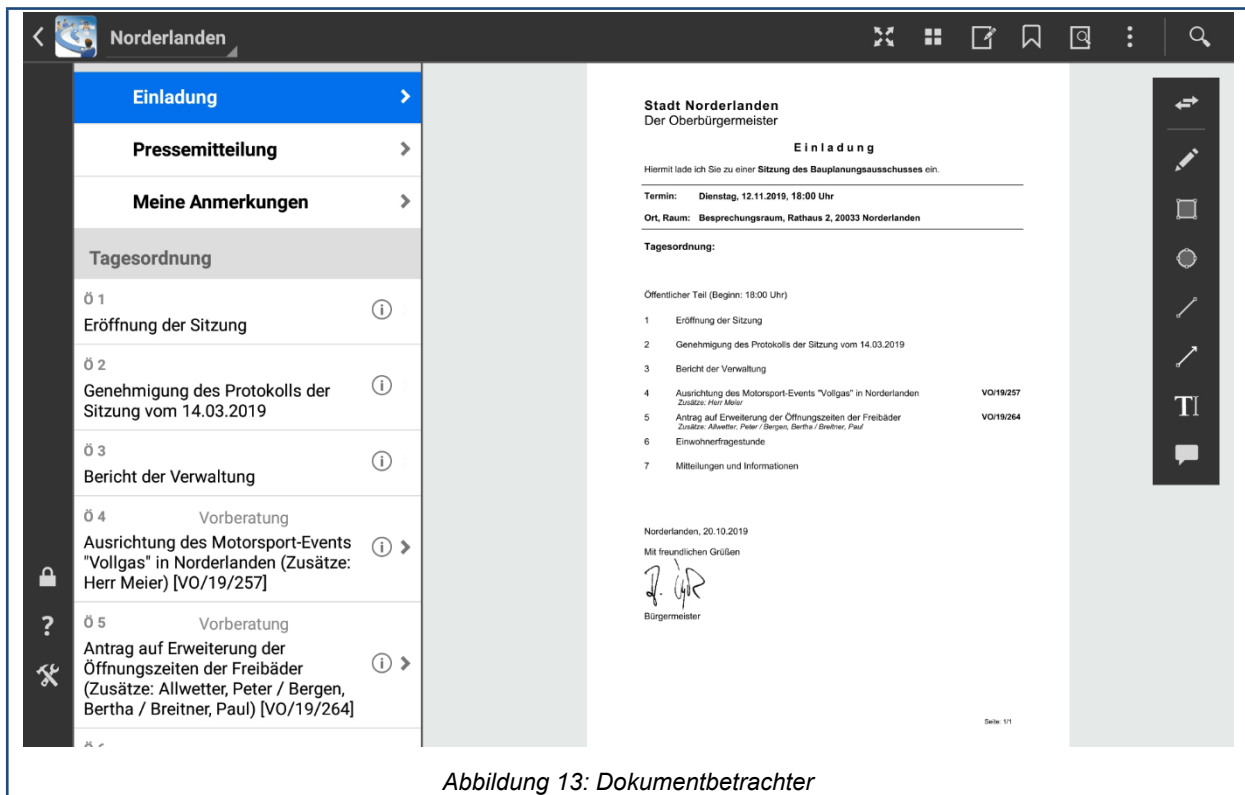 Norderlanden
Einladung
Pressemitteilung
Meine Anmerkungen
Tagesordnung
Ö 1
Eröffnung der Sitzung
Ö 2
Genehmigung des Protokolls der
Sitzung vom 14.03.2019
Ö 3
Bericht der Verwaltung
Ö 4 Vorberatung
Ausrichtung des Motorsport-Events
"Vollgas" in Norderlanden (Zusätze:
Herr Meier) [VO/19/257]
Ö 5 Vorberatung
Antrag auf Erweiterung der
Öffnungszeiten der Freibäder
(Zusätze: Allwetter, Peter / Bergen,
Bertha / Breitner, Paul) [VO/19/264]
Stadt Norderlanden
Der Oberbürgermeister
Einladung
Hiermit lade ich Sie zu einer Sitzung des Bauplanungsausschusses ein.
Termin: Dienstag, 12.11.2019, 18:00 Uhr
Ort, Raum: Besprechungsraum, Rathaus 2, 20033 Norderlanden
Tagesordnung:
Öffentlicher Teil (Beginn: 18:00 Uhr)
1 Eröffnung der Sitzung
2 Genehmigung des Protokolls der Sitzung vom 14.03.2019
3 Bericht der Verwaltung
4 Ausrichtung des Motorsport-Events "Vollgas" in Norderlanden VO/19/257
Zusätze: Herr Meier
5 Antrag auf Erweiterung der Öffnungszeiten der Freibäder VO/19/264
Zusätze: Allwetter, Peter / Bergen, Bertha / Breitner, Paul
6 Einwohnerfragestunde
7 Mitteilungen und Informationen
Norderlanden, 20.10.2019
Mit freundlichen Grüßen
Bürgermeister
Seite: 1/1
TI
?
Abbildung 13: Dokumentbetrachter